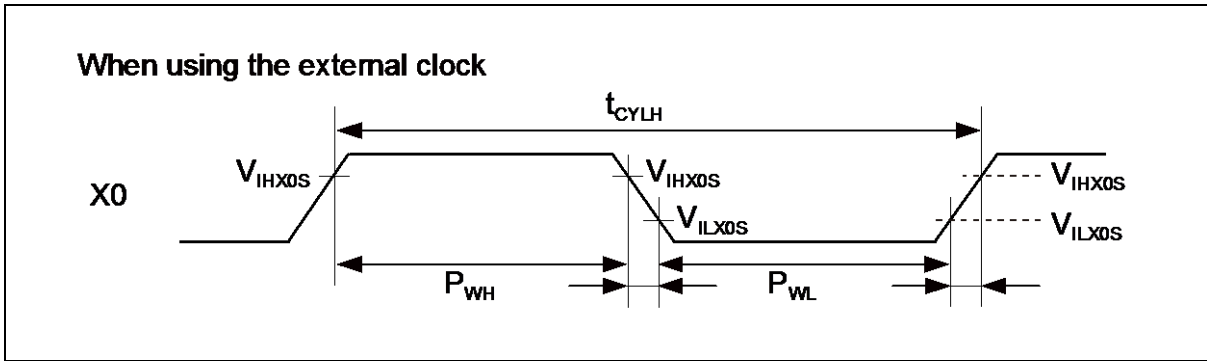 When using the external clock
tCYLH
VIHX0S
VIHX0S
VIHX0S
X0
VILX0S
VILX0S
PWH
PWL